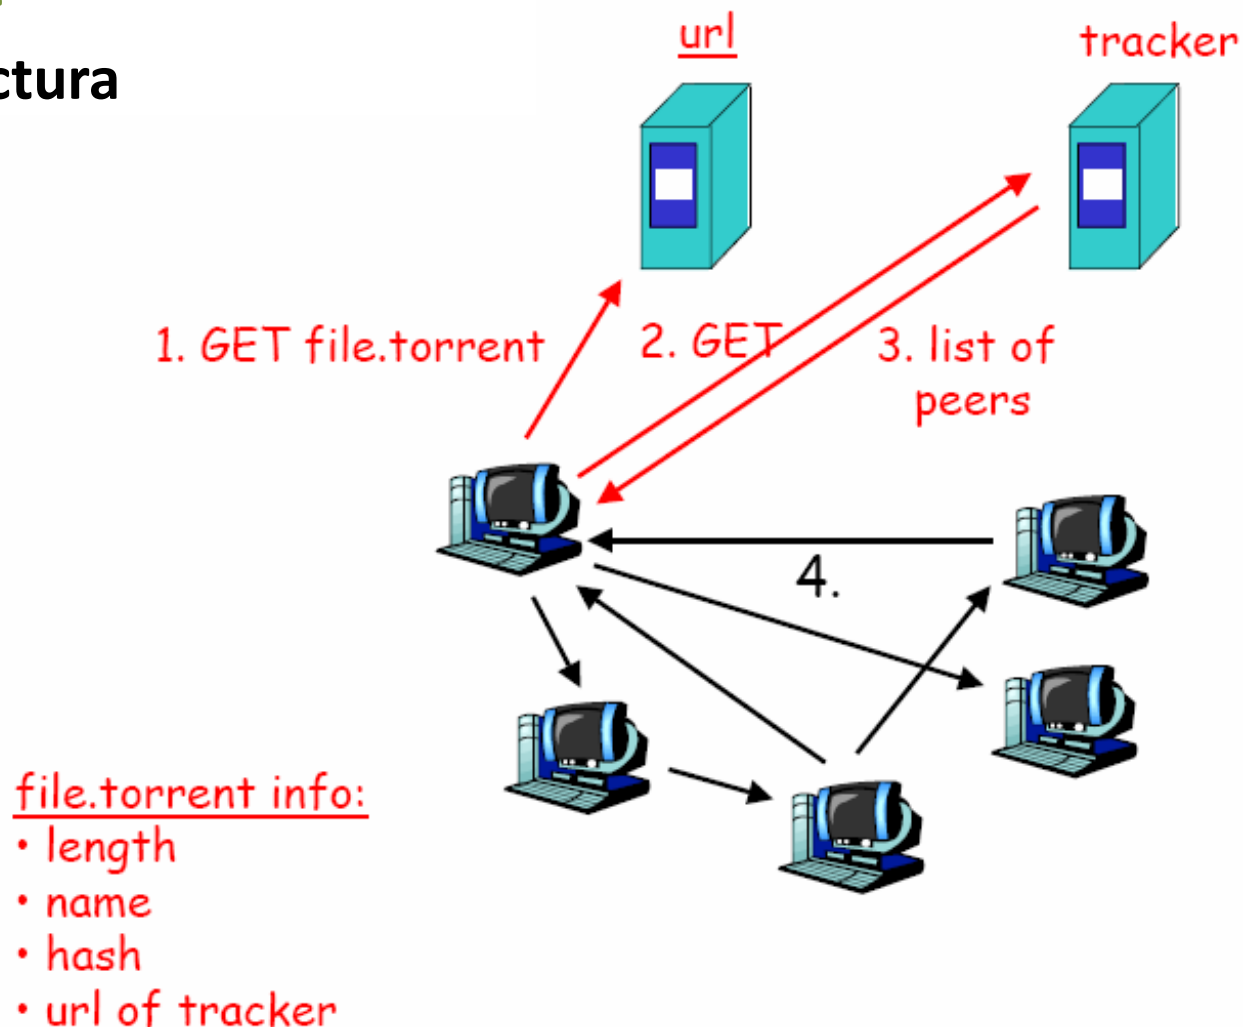 url
tracker
ctura
1. GET file.torrent
2. GET
3. list of
peers
4.
file.torrent info:
• length
• name
• hash
• url of tracker